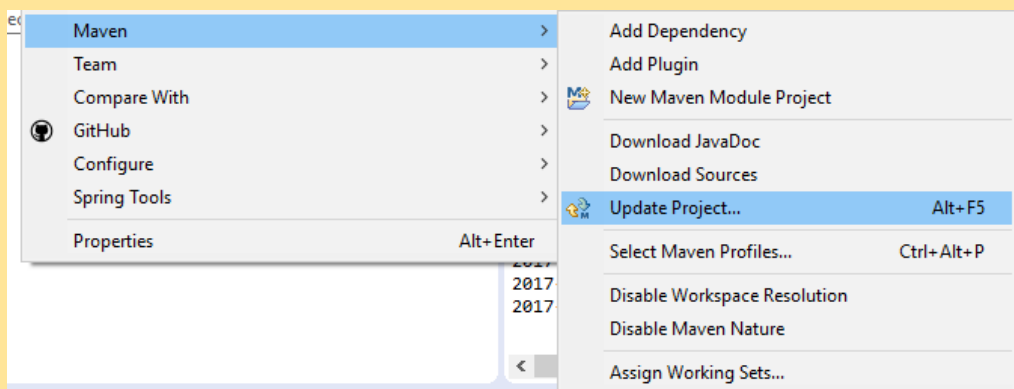 Maven
Team
Compare With
GitHub
Configure
Spring Tools
Properties Alt+Enter
2017
2017
Add Dependency
Add Plugin
New Maven Module Project
Download JavaDoc
Download Sources
Update Project... Alt+F5
Select Maven Profiles... Ctrl+Alt+P
Disable Workspace Resolution
Disable Maven Nature
Assign Working Sets...